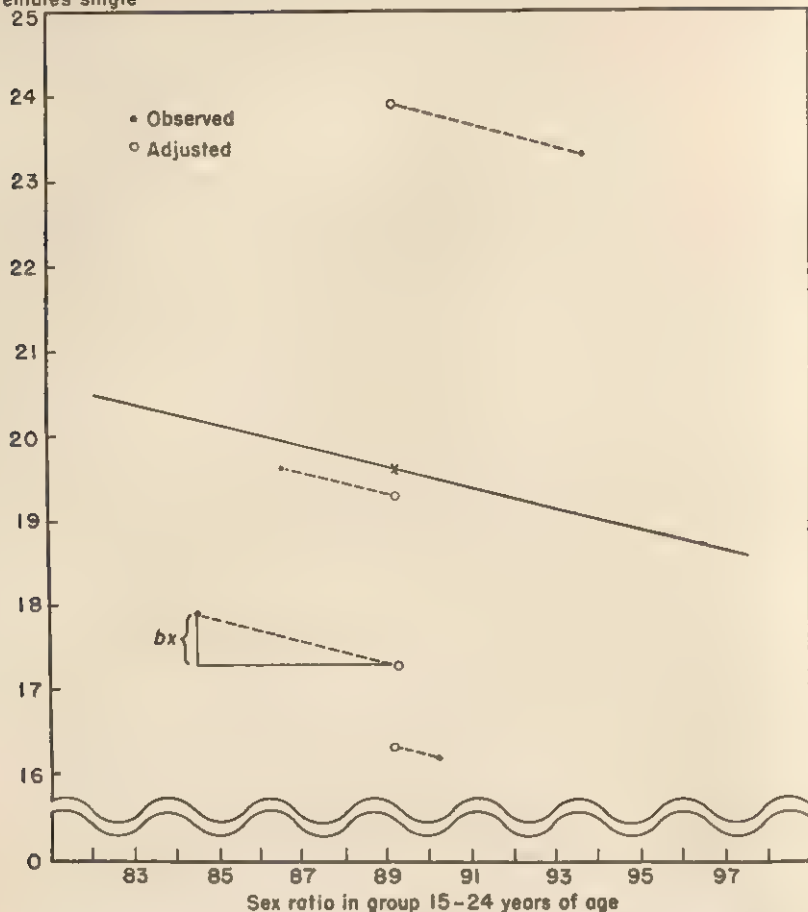 single
25
24
• Observed
○ Adjusted
23
22
21
20
19
18
bx
17
16
0
83 85 87 89 91 93 95 97
Sex ratio in group 15-24 years of age